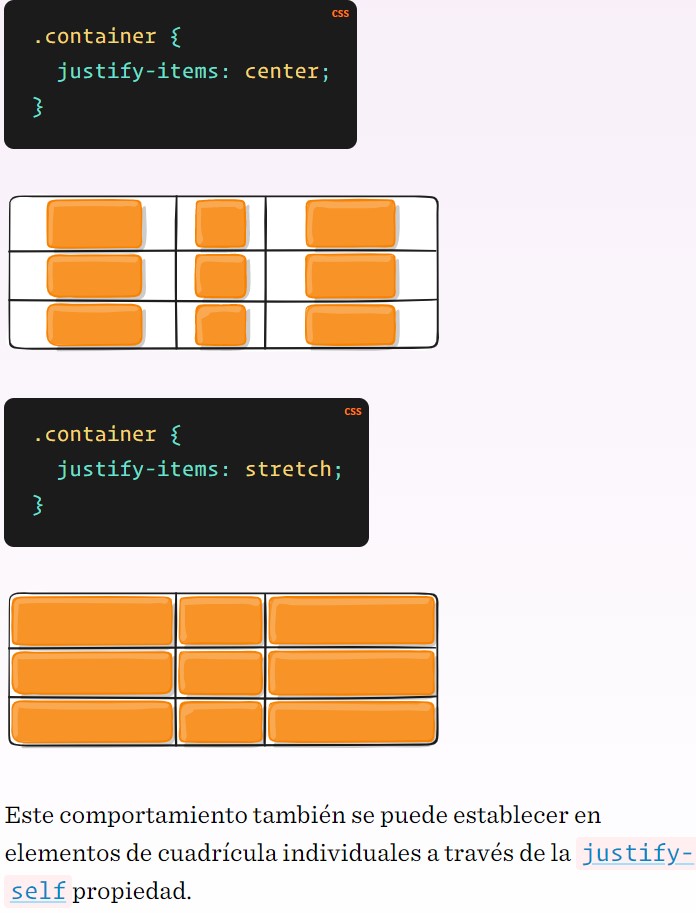 css
.container {
justify-items: center;
}
css
.container {
justify-items: stretch;
}
Este comportamiento también se puede establecer en
elementos de cuadrícula individuales a través de la justify-
self propiedad.